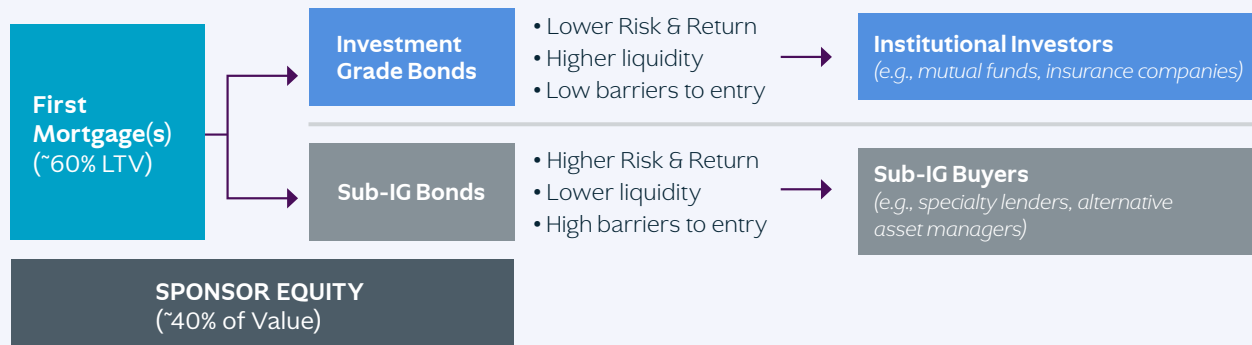 First
Mortgage(s)
(~60% LTV)
Investment
Grade Bonds
• Lower Risk & Return
• Higher liquidity
• Low barriers to entry
Institutional Investors
(e.g., mutual funds, insurance companies)
Sub-IG Bonds
• Higher Risk & Return
• Lower liquidity
• High barriers to entry
Sub-IG Buyers
(e.g., specialty lenders, alternative
asset managers)
SPONSOR EQUITY
(~40% of Value)